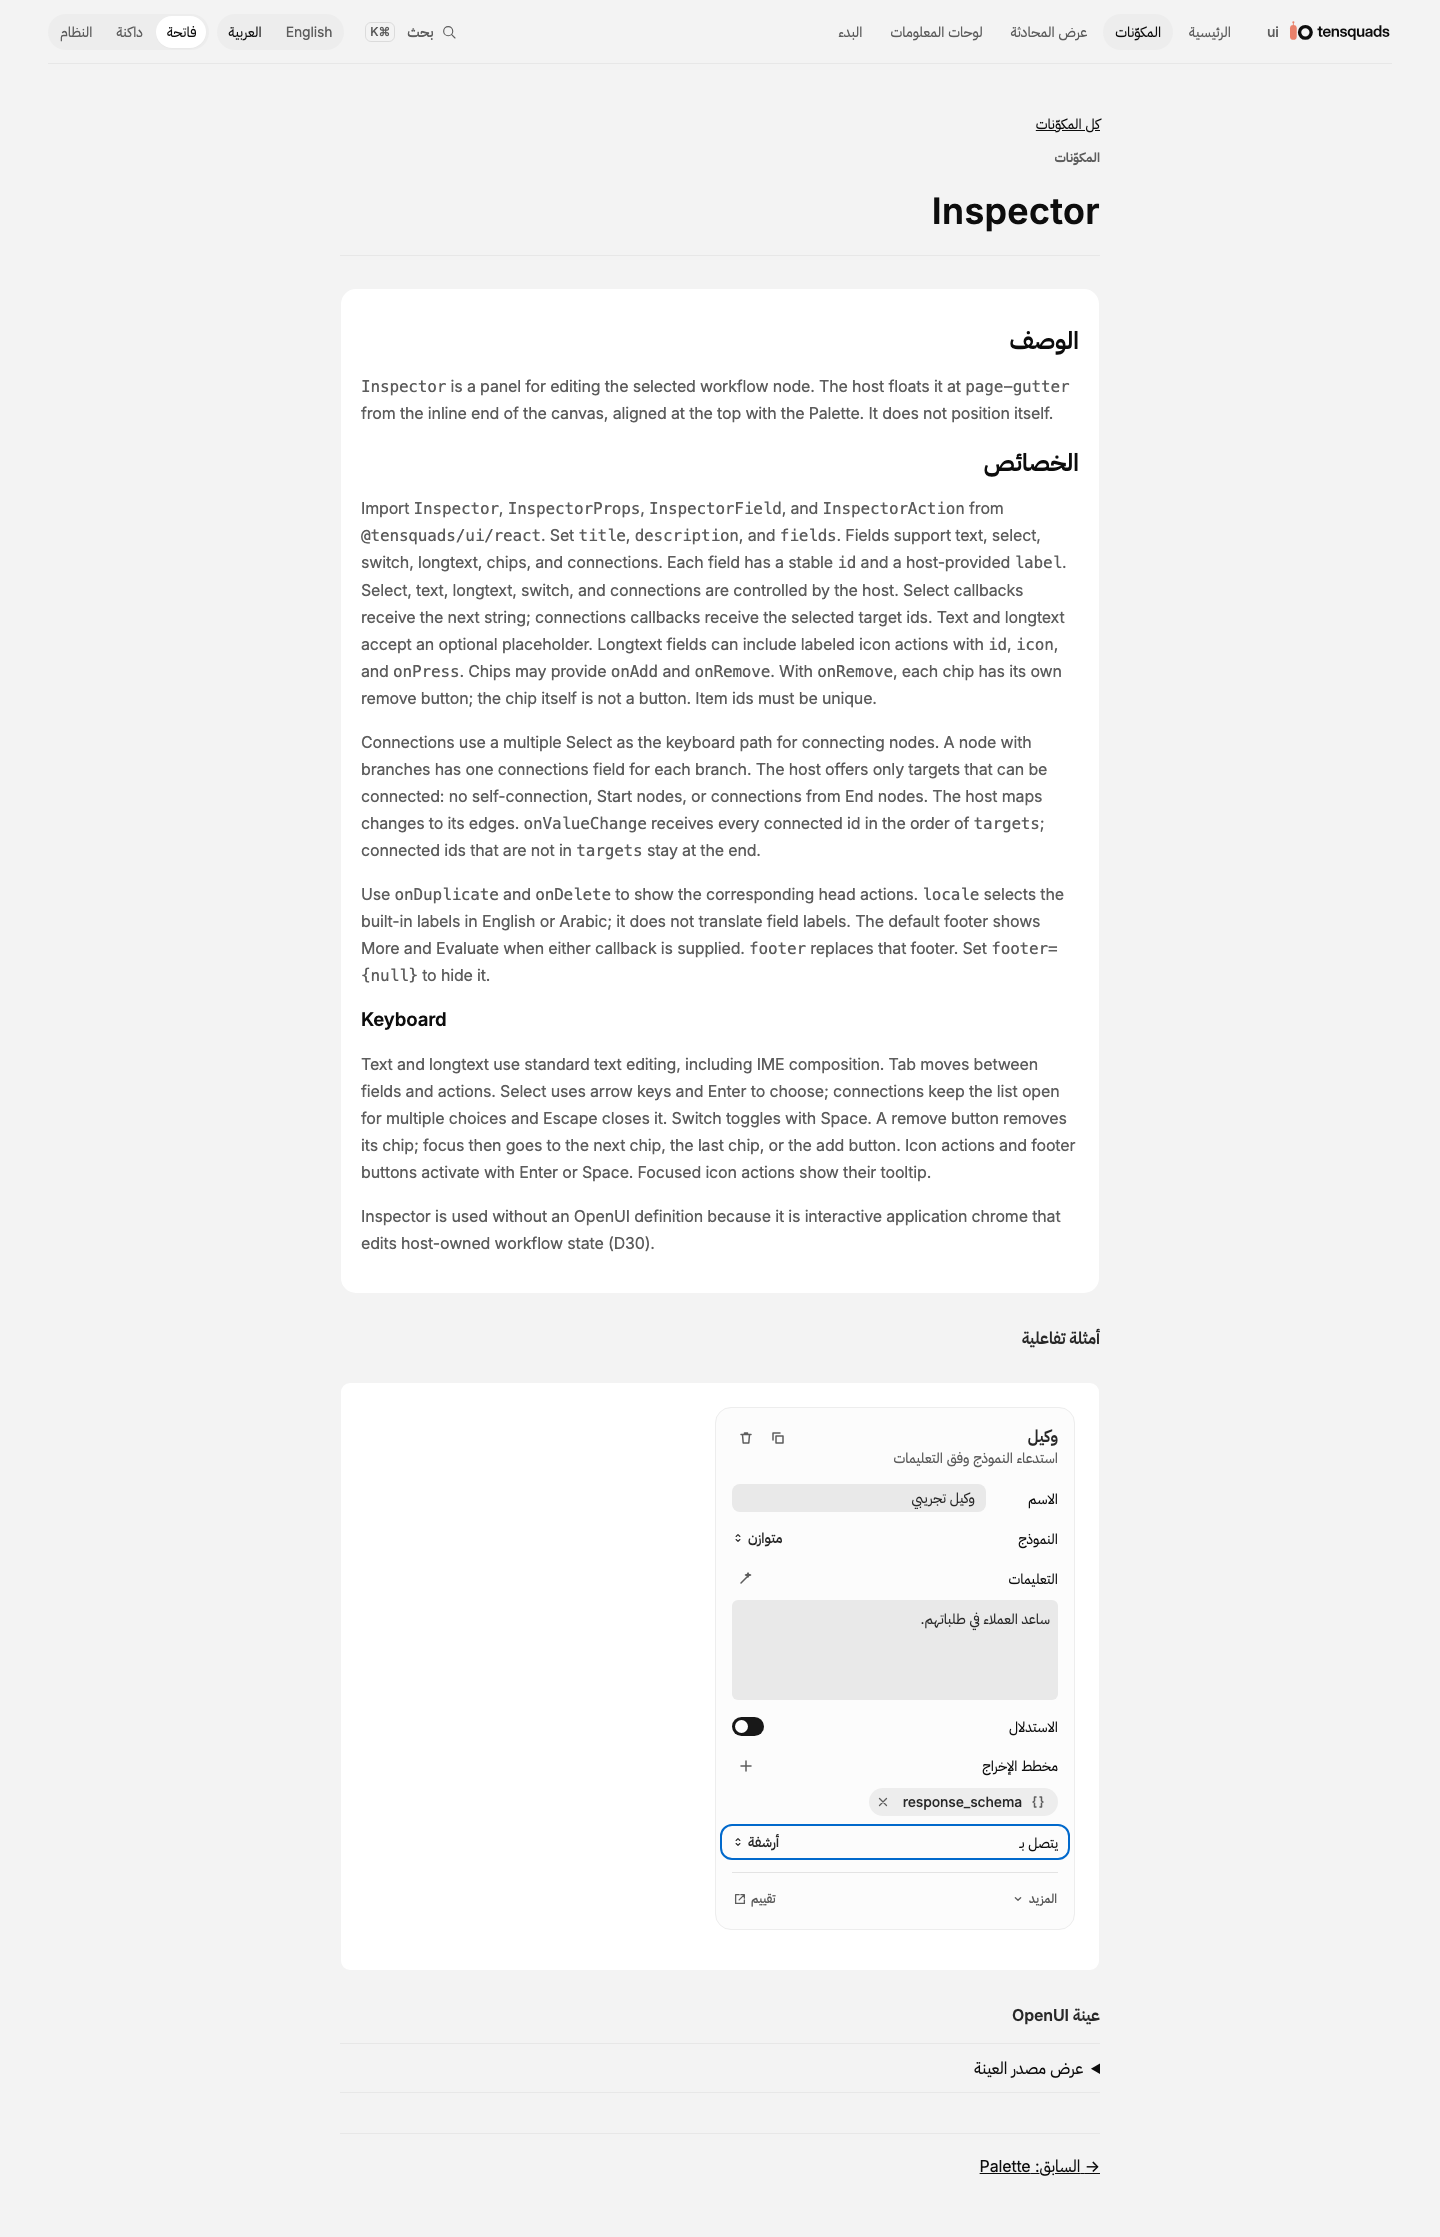 tensquads ui
الرئيسية
المكوّنات
عرض المحادثة
لوحات المعلومات
البدء
بحث
⌘K
English
العربية
فاتحة
داكنة
النظام
كل المكوّنات
المكوّنات
Inspector
الوصف
Inspector is a panel for editing the selected workflow node. The host floats it at page-gutter
from the inline end of the canvas, aligned at the top with the Palette. It does not position itself.
الخصائص
Import Inspector, InspectorProps, InspectorField, and InspectorAction from
@tensquads/ui/react. Set title, description, and fields. Fields support text, select,
switch, longtext, chips, and connections. Each field has a stable id and a host-provided label.
Select, text, longtext, switch, and connections are controlled by the host. Select callbacks
receive the next string; connections callbacks receive the selected target ids. Text and longtext
accept an optional placeholder. Longtext fields can include labeled icon actions with id, icon,
and onPress. Chips may provide onAdd and onRemove. With onRemove, each chip has its own
remove button; the chip itself is not a button. Item ids must be unique.
Connections use a multiple Select as the keyboard path for connecting nodes. A node with
branches has one connections field for each branch. The host offers only targets that can be
connected: no self-connection, Start nodes, or connections from End nodes. The host maps
changes to its edges. onValueChange receives every connected id in the order of targets;
connected ids that are not in targets stay at the end.
Use onDuplicate and onDelete to show the corresponding head actions. locale selects the
built-in labels in English or Arabic; it does not translate field labels. The default footer shows
More and Evaluate when either callback is supplied. footer replaces that footer. Set footer=
{null} to hide it.
Keyboard
Text and longtext use standard text editing, including IME composition. Tab moves between
fields and actions. Select uses arrow keys and Enter to choose; connections keep the list open
for multiple choices and Escape closes it. Switch toggles with Space. A remove button removes
its chip; focus then goes to the next chip, the last chip, or the add button. Icon actions and footer
buttons activate with Enter or Space. Focused icon actions show their tooltip.
Inspector is used without an OpenUI definition because it is interactive application chrome that
edits host-owned workflow state (D30).
أمثلة تفاعلية
وكيل
استدعاء النموذج وفق التعليمات
الاسم
وكيل تجريبي
النموذج
متوازن
التعليمات
ساعد العملاء في طلباتهم.
الاستدلال
مخطط الإخراج
{} response_schema
يتصل بـ
أرشفة
المزيد
تقييم
عينة OpenUI
عرض مصدر العينة
→ السابق: Palette